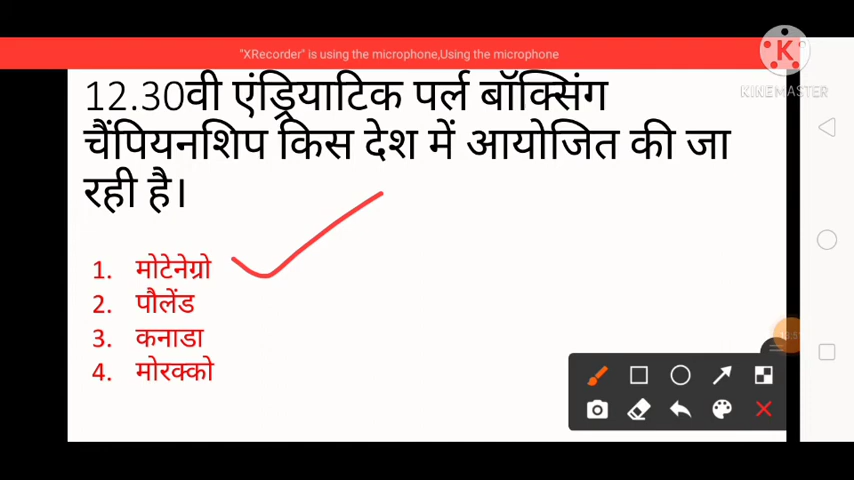 "XRecorder" is using the microphone,Using the microphone
K
KINEMASTER
12.30वी एंड्रियाटिक पर्ल बॉक्सिंग
चैंपियनशिप किस देश में आयोजित की जा
रही है।
1. मोटेनेग्रो
2. पौलेंड
3. कनाडा
4. मोरक्को